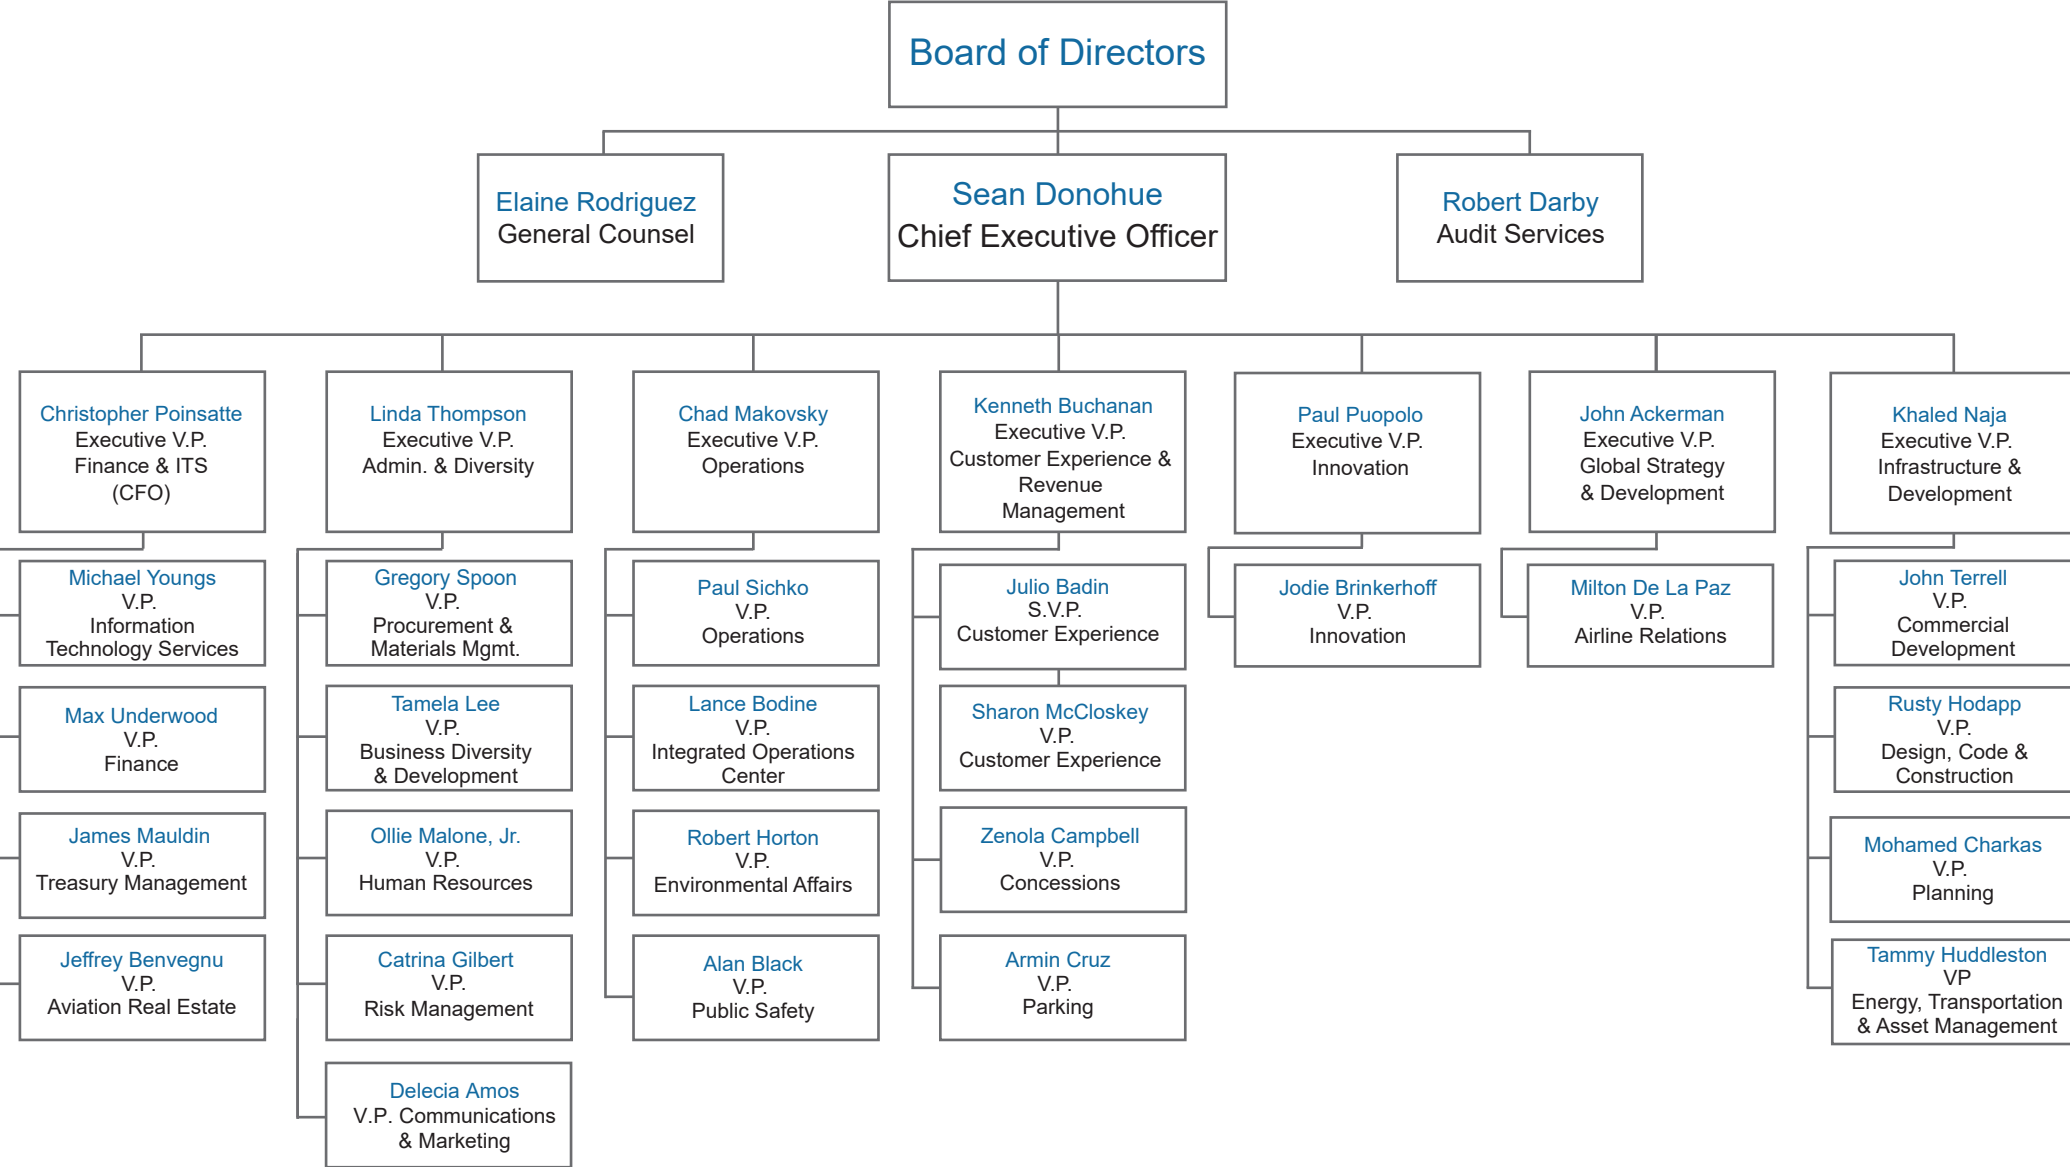 Board of Directors
Elaine Rodriguez
General Counsel
Sean Donohue
Chief Executive Officer
Robert Darby
Audit Services
Christopher Poinsatte
Executive V.P.
Finance & ITS
(CFO)
Linda Thompson
Executive V.P.
Admin. & Diversity
Chad Makovsky
Executive V.P.
Operations
Kenneth Buchanan
Executive V.P.
Customer Experience &
Revenue
Management
Paul Puopolo
Executive V.P.
Innovation
John Ackerman
Executive V.P.
Global Strategy
& Development
Khaled Naja
Executive V.P.
Infrastructure &
Development
Michael Youngs
V.P.
Information
Technology Services
Max Underwood
V.P.
Finance
James Mauldin
V.P.
Treasury Management
Jeffrey Benvegnu
V.P.
Aviation Real Estate
Gregory Spoon
V.P.
Procurement &
Materials Mgmt.
Tamela Lee
V.P.
Business Diversity
& Development
Ollie Malone, Jr.
V.P.
Human Resources
Catrina Gilbert
V.P.
Risk Management
Delecia Amos
V.P. Communications
& Marketing
Paul Sichko
V.P.
Operations
Lance Bodine
V.P.
Integrated Operations
Center
Robert Horton
V.P.
Environmental Affairs
Alan Black
V.P.
Public Safety
Julio Badin
S.V.P.
Customer Experience
Sharon McCloskey
V.P.
Customer Experience
Zenola Campbell
V.P.
Concessions
Armin Cruz
V.P.
Parking
Jodie Brinkerhoff
V.P.
Innovation
Milton De La Paz
V.P.
Airline Relations
John Terrell
V.P.
Commercial
Development
Rusty Hodapp
V.P.
Design, Code &
Construction
Mohamed Charkas
V.P.
Planning
Tammy Huddleston
VP
Energy, Transportation
& Asset Management